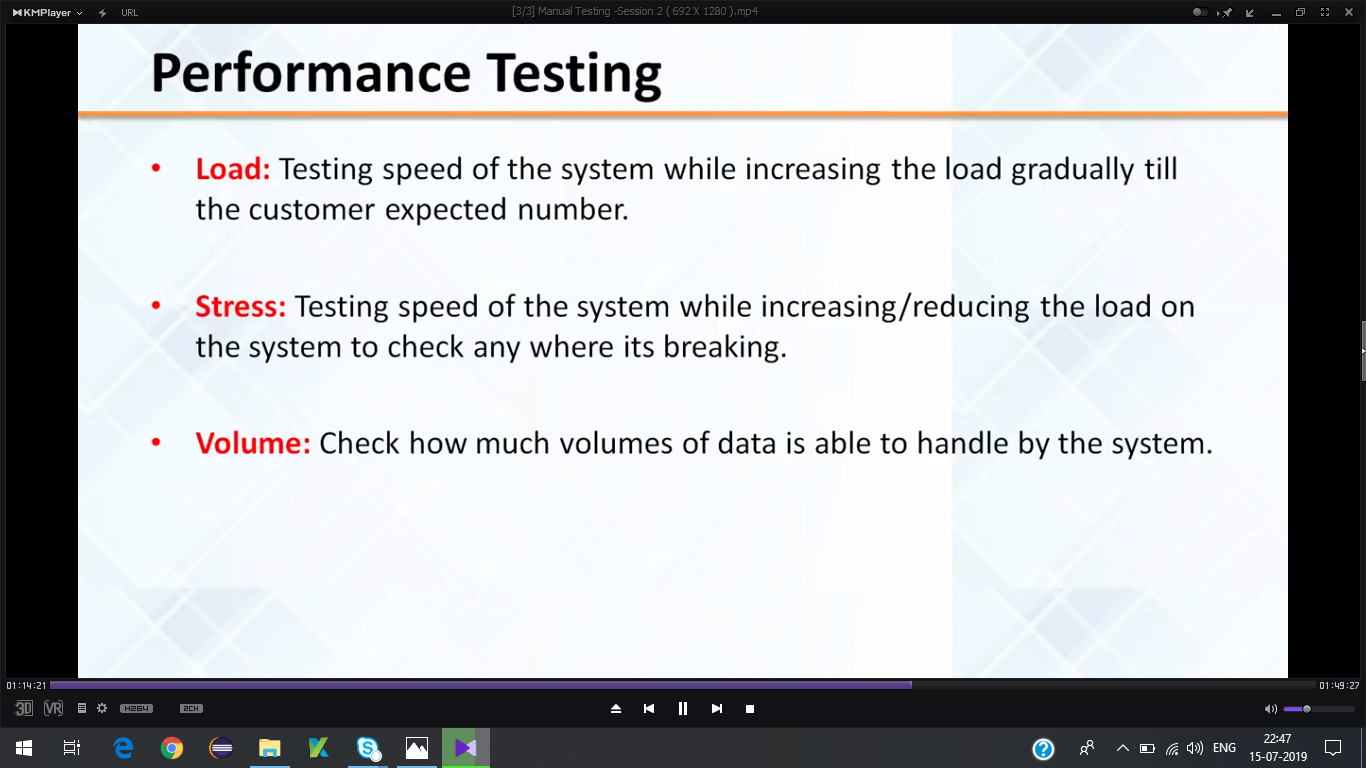 KMPlayer
URL
[3/3] Manual Testing -Session 2 ( 692 X 1280 ).mp4
Performance Testing
• Load: Testing speed of the system while increasing the load gradually till
the customer expected number.
• Stress: Testing speed of the system while increasing/reducing the load on
the system to check any where its breaking.
• Volume: Check how much volumes of data is able to handle by the system.
01:14:21
01:49:27
3D VR H264 2CH
ENG
22:47
15-07-2019